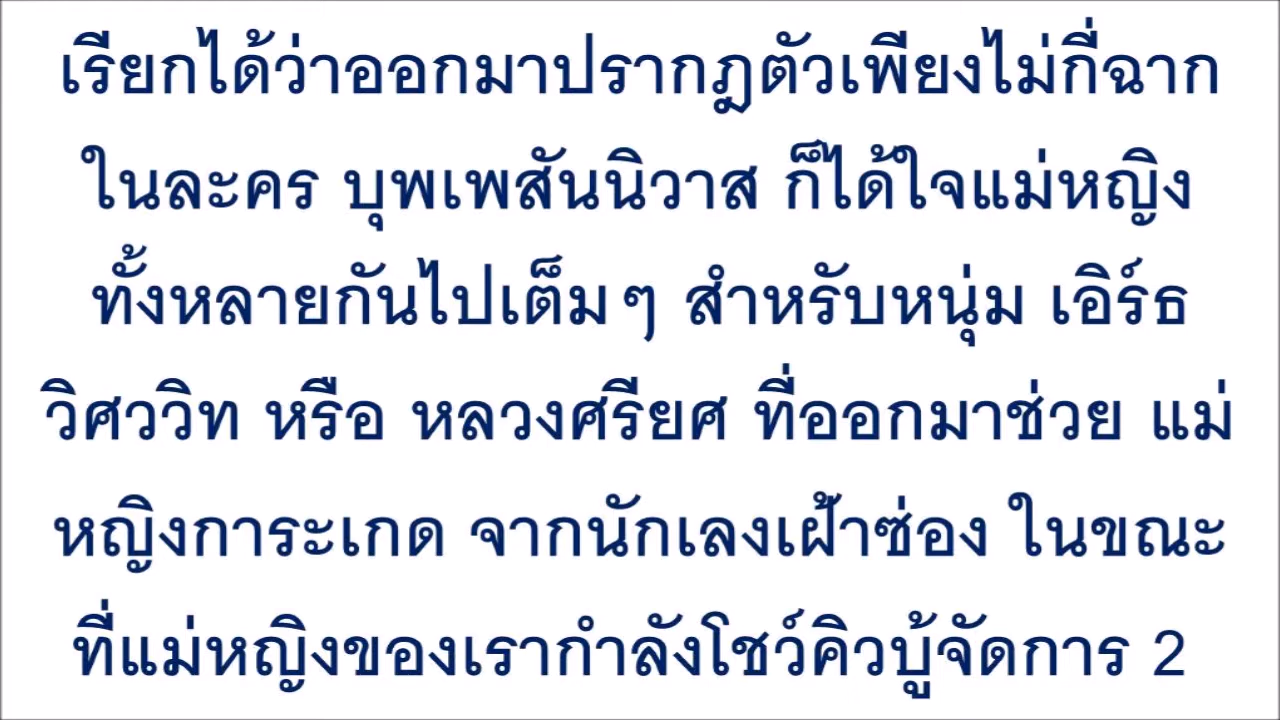 เรียกได้ว่าออกมาปรากฎตัวเพียงไม่กี่ฉาก
ในละคร บุพเพสันนิวาส ก็ได้ใจแม่หญิง
ทั้งหลายกันไปเต็มๆ สำหรับหนุ่ม เอิร์ธ
วิศววิท หรือ หลวงศรียศ ที่ออกมาช่วย แม่
หญิงการะเกด จากนักเลงเฝ้าซ่อง ในขณะ
ที่แม่หญิงของเรากำลังโชว์คิวบู้จัดการ 2